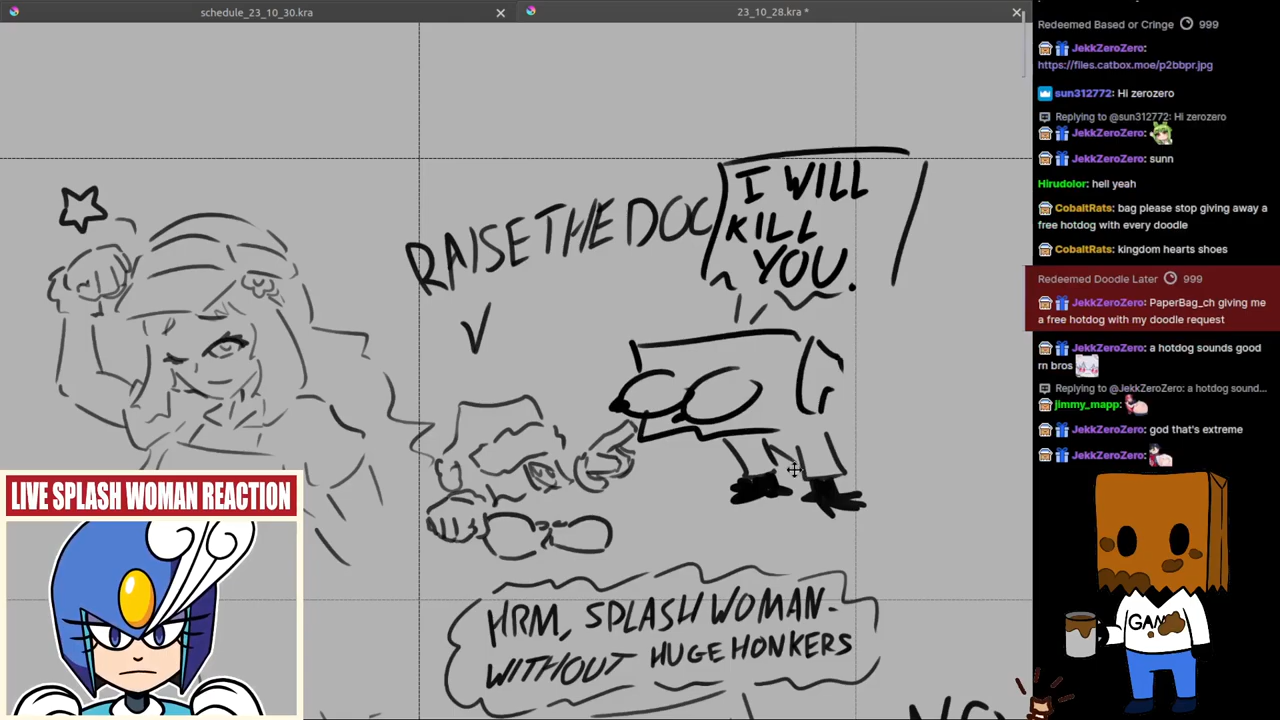 schedule_23_10_30.kra
23_10_28.kra *
RAISE THE DOC
I WILL
KILL
YOU.
HRM, SPLASH WOMAN-
WITHOUT HUGE HONKERS
LIVE SPLASH WOMAN REACTION
Redeemed Based or Cringe 999
JekkZeroZero:
https://files.catbox.moe/p2bbpr.jpg
sun312772: Hi zerozero
Replying to @sun312772: Hi zerozero
JekkZeroZero:
JekkZeroZero: sunn
Hirudolor: hell yeah
CobaltRats: bag please stop giving away a
free hotdog with every doodle
CobaltRats: kingdom hearts shoes
Redeemed Doodle Later 999
JekkZeroZero: PaperBag_ch giving me
a free hotdog with my doodle request
JekkZeroZero: a hotdog sounds good
rn bros
Replying to @JekkZeroZero: a hotdog sound...
jimmy_mapp:
JekkZeroZero: god that's extreme
JekkZeroZero: